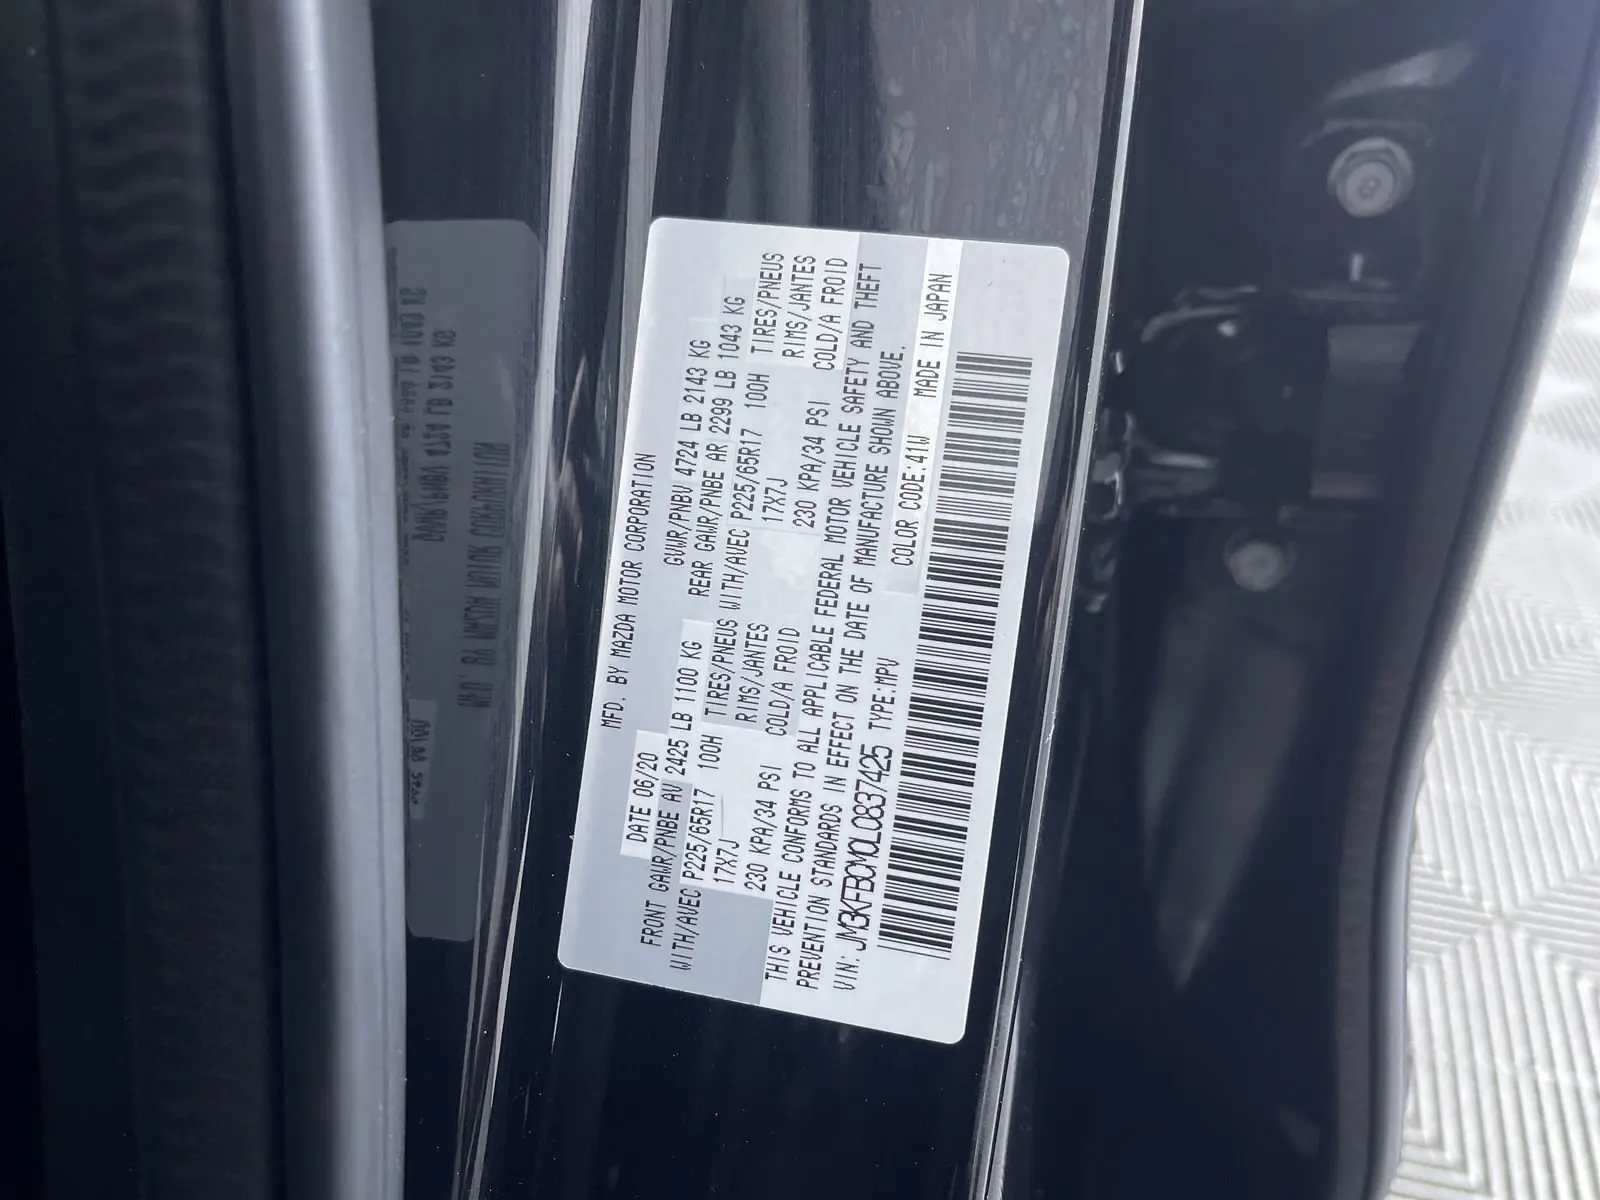 MFD. BY MAZDA MOTOR CORPORATION
DATE 06/20 GVWR/PNBV 4724 LB 2143 KG
FRONT GAWR/PNBE AV 2425 LB 1100 KG REAR GAWR/PNBE AR 2299 LB 1043 KG
WITH/AVEC P225/65R17 100H TIRES/PNEUS WITH/AVEC P225/65R17 100H TIRES/PNEUS
17X7J RIMS/JANTES 17X7J RIMS/JANTES
230 KPA/34 PSI COLD/A FROID 230 KPA/34 PSI COLD/A FROID
THIS VEHICLE CONFORMS TO ALL APPLICABLE FEDERAL MOTOR VEHICLE SAFETY AND THEFT
PREVENTION STANDARDS IN EFFECT ON THE DATE OF MANUFACTURE SHOWN ABOVE.
VIN: JM3KFBCM0L0837425 TYPE:MPV COLOR CODE:41W MADE IN JAPAN